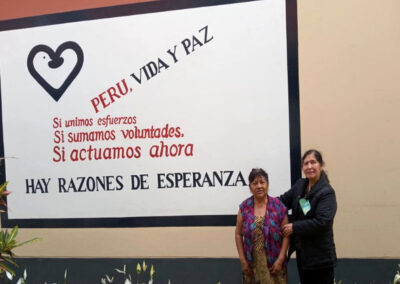 PERU, VIDA Y PAZ
Si unimos esfuerzos
Si sumamos voluntades.
Si actuamos ahora
HAY RAZONES DE ESPERANZA